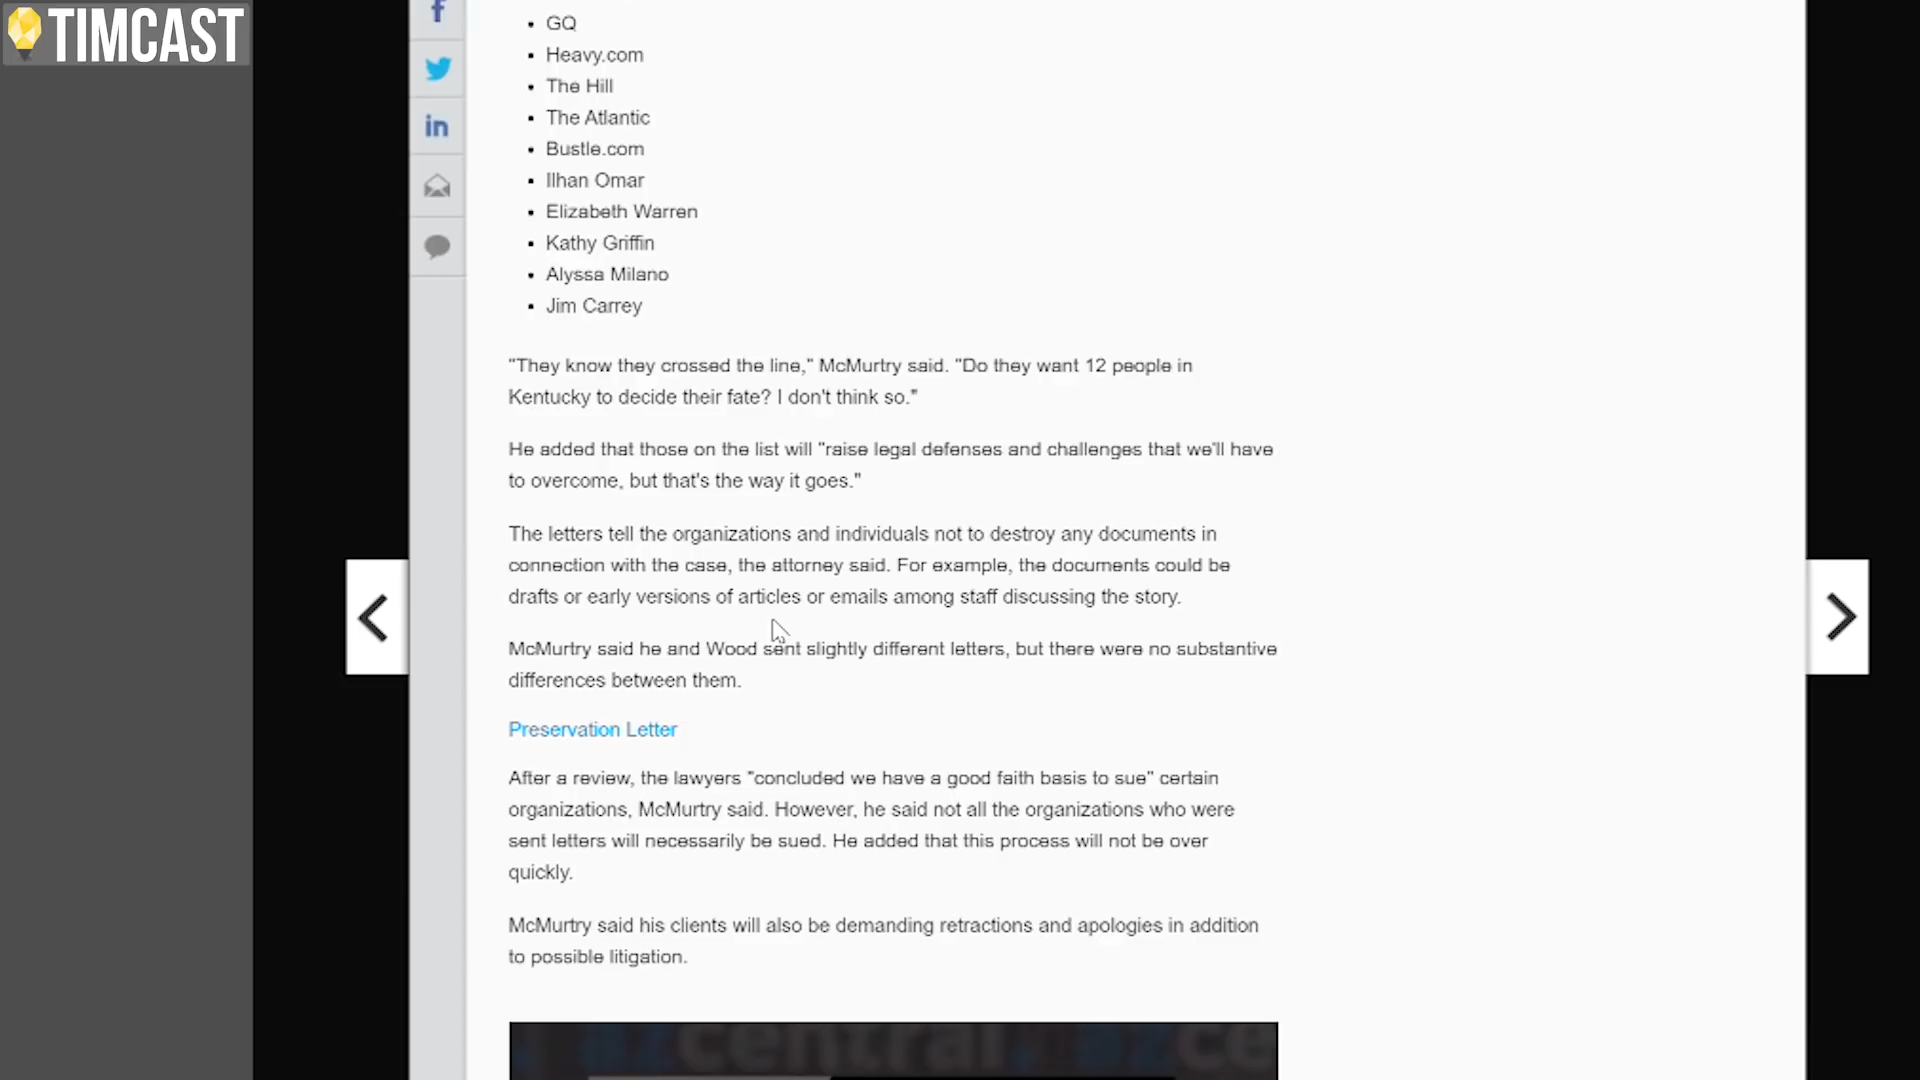 TIMCAST
GQ
Heavy.com
The Hill
The Atlantic
Bustle.com
Ilhan Omar
Elizabeth Warren
Kathy Griffin
Alyssa Milano
Jim Carrey
"They know they crossed the line," McMurtry said. "Do they want 12 people in
Kentucky to decide their fate? I don't think so."
He added that those on the list will "raise legal defenses and challenges that we'll have
to overcome, but that's the way it goes."
The letters tell the organizations and individuals not to destroy any documents in
connection with the case, the attorney said. For example, the documents could be
drafts or early versions of articles or emails among staff discussing the story.
McMurtry said he and Wood sent slightly different letters, but there were no substantive
differences between them.
Preservation Letter
After a review, the lawyers "concluded we have a good faith basis to sue" certain
organizations, McMurtry said. However, he said not all the organizations who were
sent letters will necessarily be sued. He added that this process will not be over
quickly.
McMurtry said his clients will also be demanding retractions and apologies in addition
to possible litigation.
central